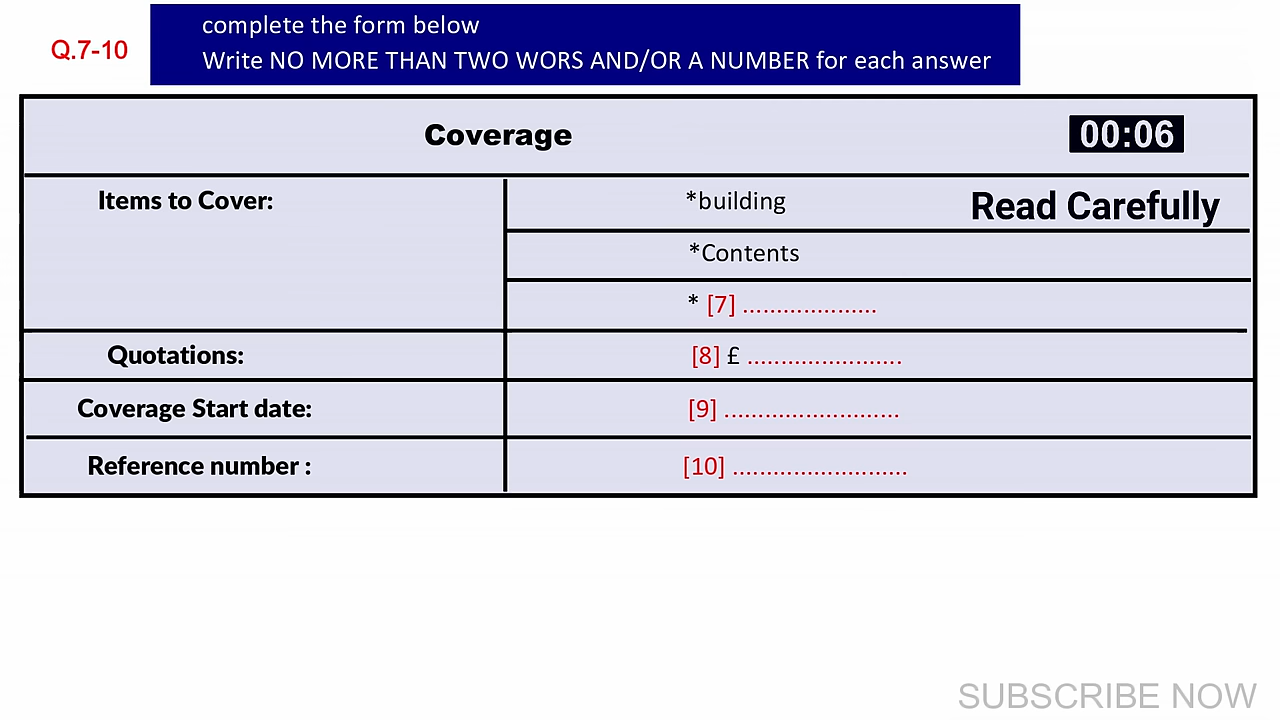 Q.7-10
complete the form below
Write NO MORE THAN TWO WORS AND/OR A NUMBER for each answer
Coverage
00:06
Items to Cover:
*building
Read Carefully
*Contents
* [7] ....................
Quotations:
[8] £ .......................
Coverage Start date:
[9] ..........................
Reference number :
[10] ..........................
SUBSCRIBE NOW